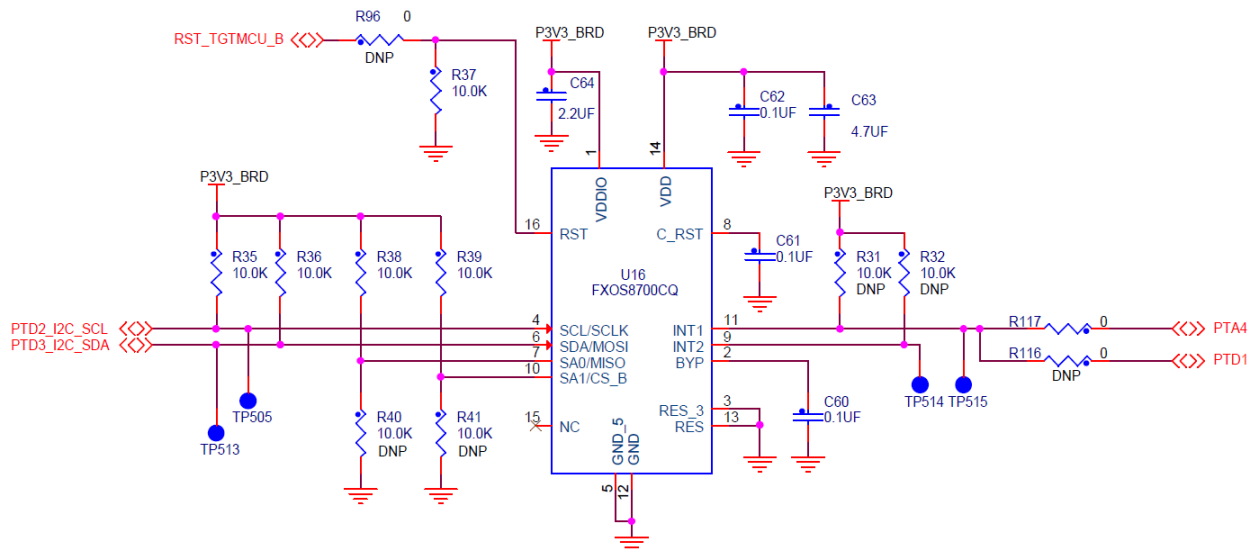 R96 0
RST_TGTMCU_B
DNP
R37
10.0K
P3V3_BRD
C64
2.2UF
P3V3_BRD
C62
0.1UF
C63
4.7UF
1
14
VDDIO
VDD
P3V3_BRD
R35
10.0K
R36
10.0K
R38
10.0K
R39
10.0K
16
RST
8
C_RST
C61
0.1UF
U16
FXOS8700CQ
P3V3_BRD
R31
10.0K
DNP
R32
10.0K
DNP
PTD2_I2C_SCL
PTD3_I2C_SDA
4
SCL/SCLK
6
SDA/MOSI
7
SA0/MISO
10
SA1/CS_B
11
INT1
9
INT2
2
BYP
R117 0
PTA4
R116 0
DNP
PTD1
TP505
TP513
R40
10.0K
DNP
R41
10.0K
DNP
15
NC
3
RES_3
13
RES
C60
0.1UF
TP514
TP515
GND_5
GND
5
12